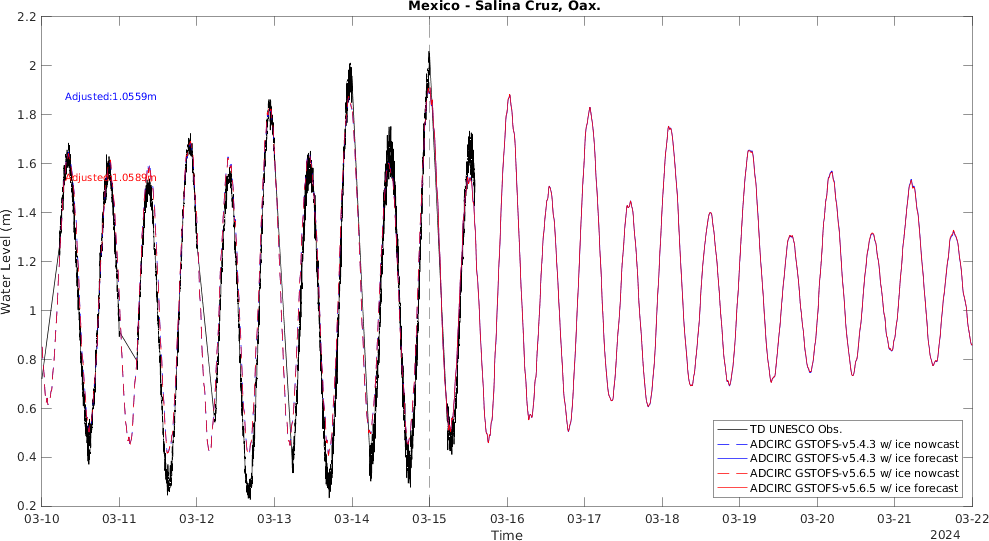 Mexico - Salina Cruz, Oax.
2.2
2
1.8
1.6
1.4
1.2
1
0.8
0.6
0.4
0.2
Water Level (m)
Adjusted:1.0559m
Adjusted:1.0589m
TD UNESCO Obs.
ADCIRC GSTOFS-v5.4.3 w/ ice nowcast
ADCIRC GSTOFS-v5.4.3 w/ ice forecast
ADCIRC GSTOFS-v5.6.5 w/ ice nowcast
ADCIRC GSTOFS-v5.6.5 w/ ice forecast
03-10 03-11 03-12 03-13 03-14 03-15 03-16 03-17 03-18 03-19 03-20 03-21 03-22
Time
2024